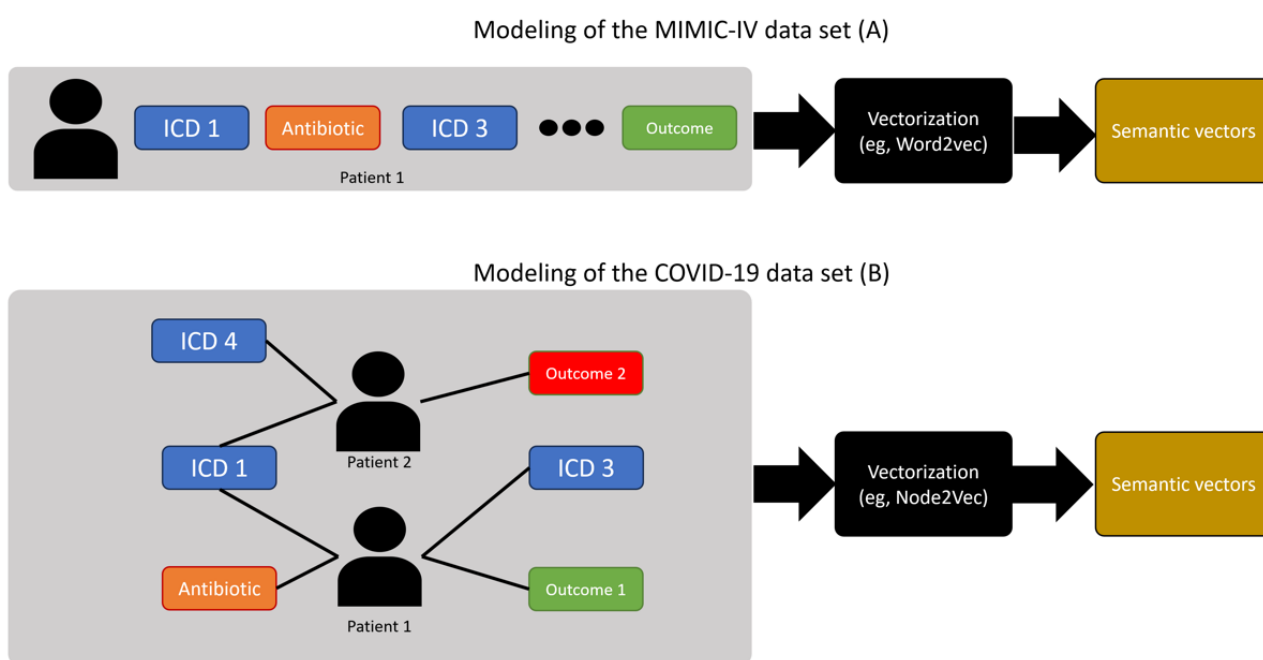 Modeling of the MIMIC-IV data set (A)
ICD 1
Antibiotic
ICD 3
Outcome
Patient 1
Vectorization
(eg, Word2vec)
Semantic vectors
Modeling of the COVID-19 data set (B)
ICD 4
Outcome 2
Patient 2
ICD 1
ICD 3
Antibiotic
Outcome 1
Patient 1
Vectorization
(eg, Node2Vec)
Semantic vectors